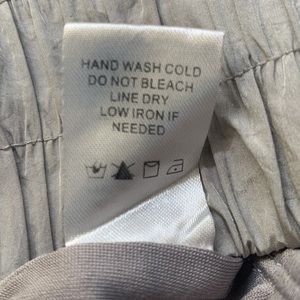 HAND WASH COLD
DO NOT BLEACH
LINE DRY
LOW IRON IF
NEEDED